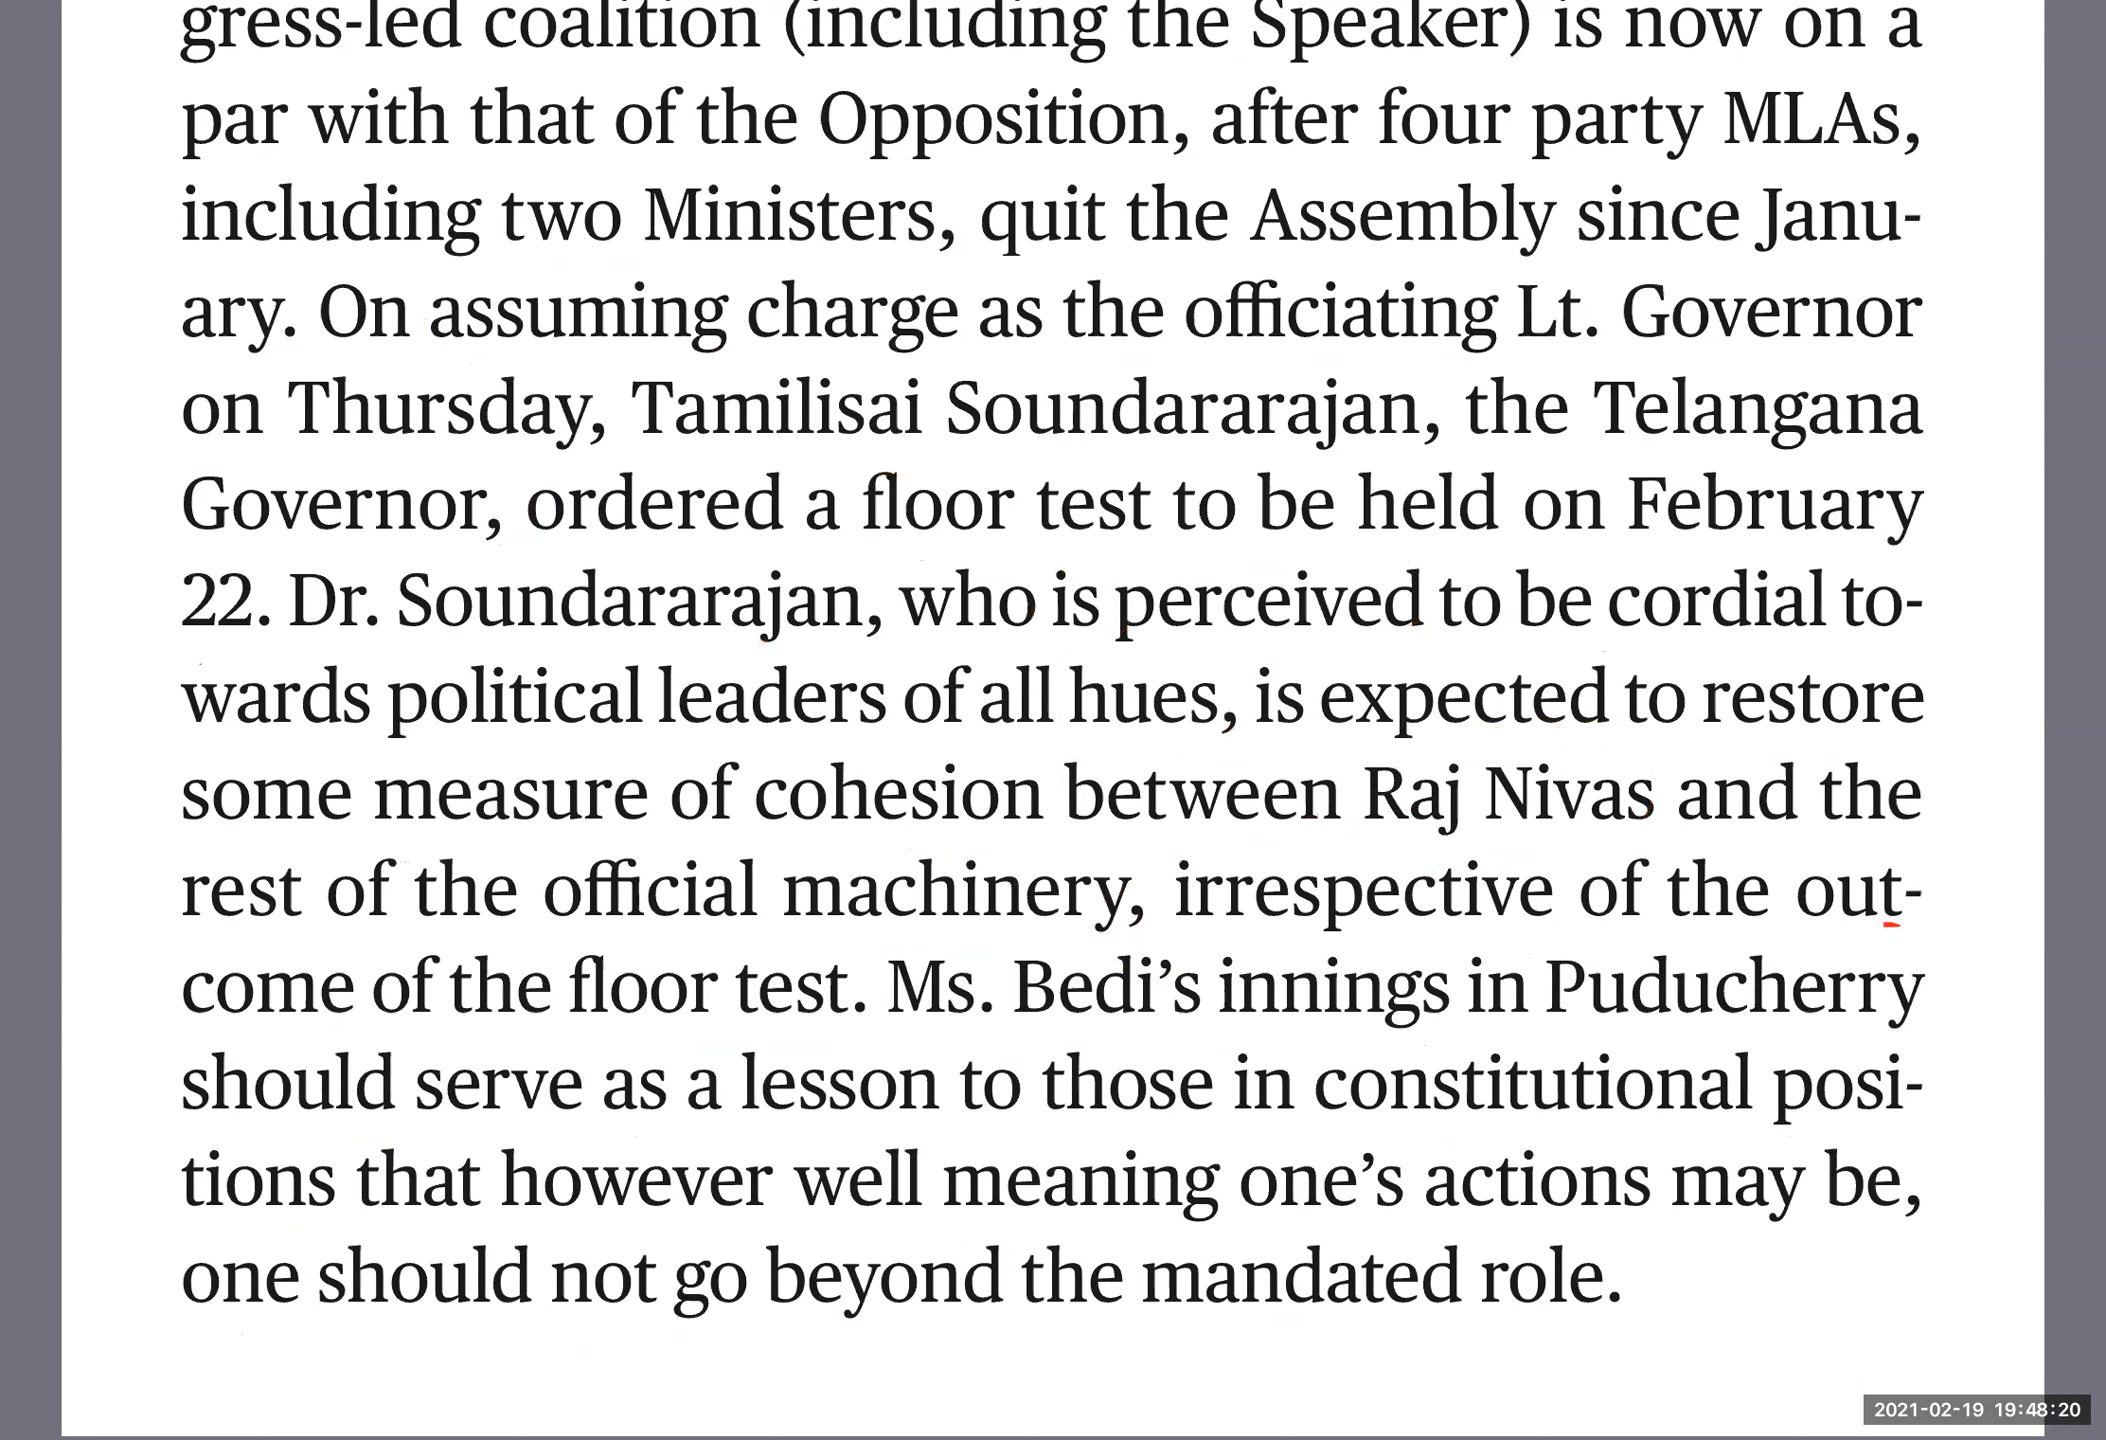 gress-led coalition (including the Speaker) is now on a
par with that of the Opposition, after four party MLAs,
including two Ministers, quit the Assembly since Janu-
ary. On assuming charge as the officiating Lt. Governor
on Thursday, Tamilisai Soundararajan, the Telangana
Governor, ordered a floor test to be held on February
22. Dr. Soundararajan, who is perceived to be cordial to-
wards political leaders of all hues, is expected to restore
some measure of cohesion between Raj Nivas and the
rest of the official machinery, irrespective of the out-
come of the floor test. Ms. Bedi’s innings in Puducherry
should serve as a lesson to those in constitutional posi-
tions that however well meaning one’s actions may be,
one should not go beyond the mandated role.
2021-02-19 19:48:20